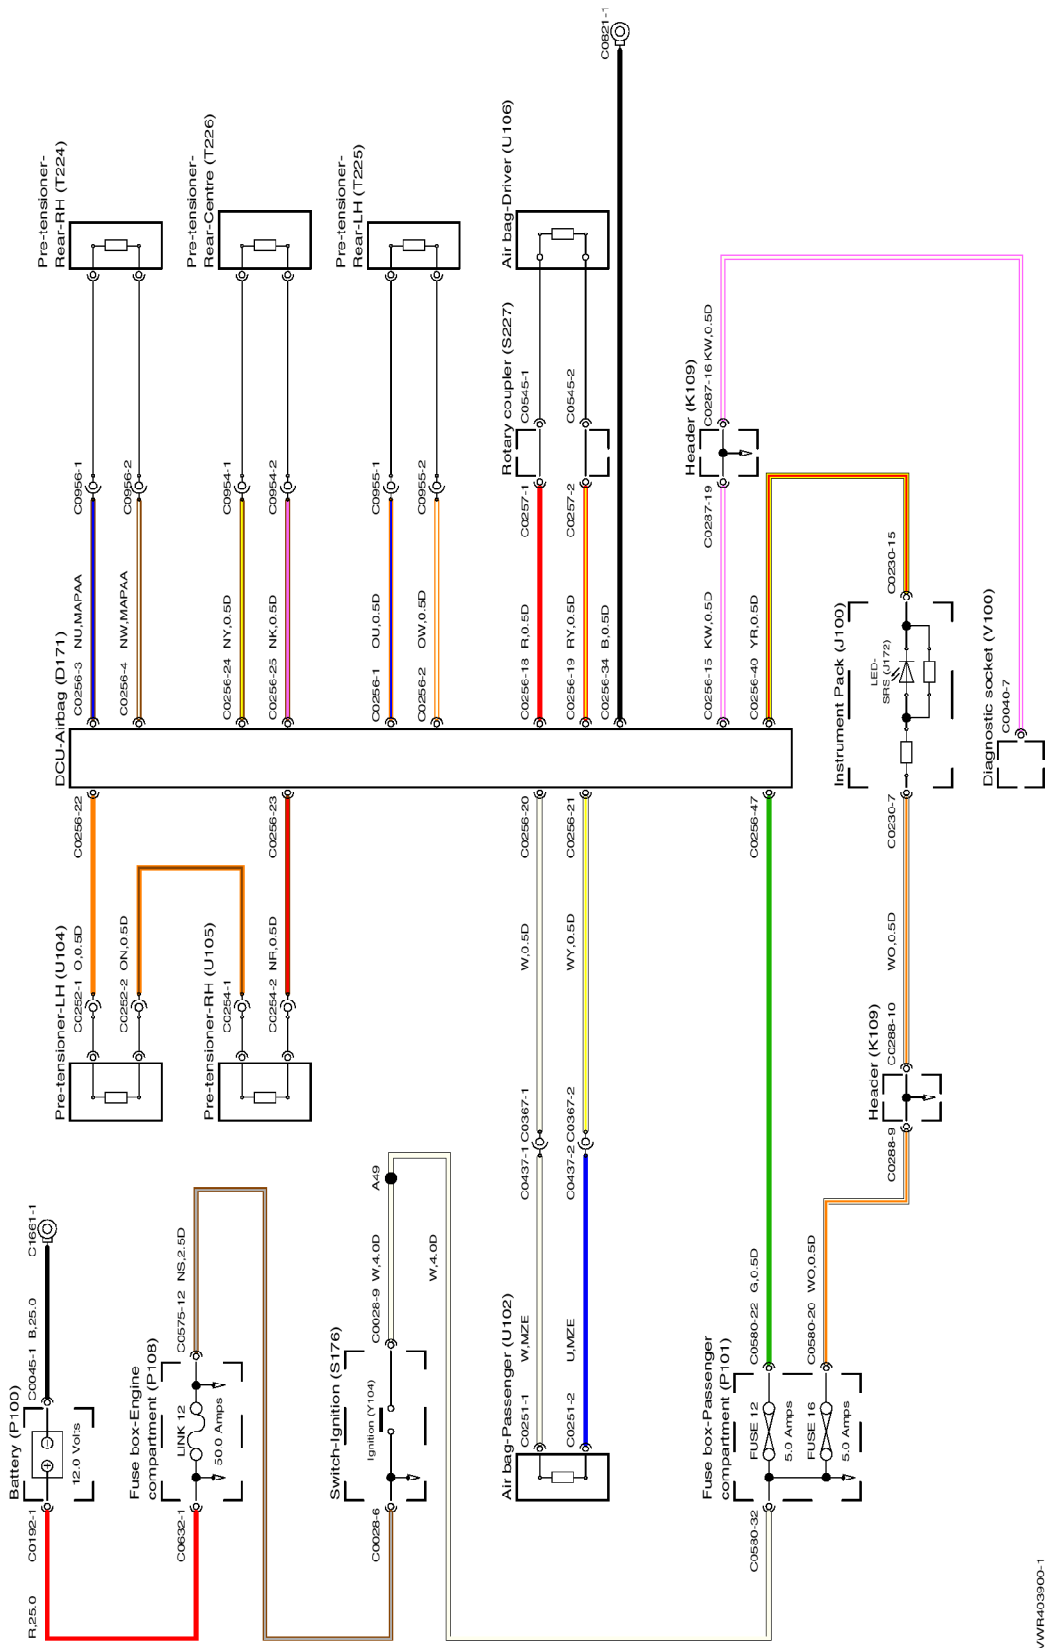 Battery (P100)
C0192-1
R,25.0
12.0 Volts
C0045-1 B,25.0
C1661-1
Fuse box-Engine
compartment (P108)
C0632-1
LINK 12
50.0 Amps
C0575-12 NS,2.5D
Switch-Ignition (S176)
C0028-6
Ignition (Y104)
C0028-9 W,4.0D
A49
W,4.0D
Air bag-Passenger (U102)
C0251-1 W,MZE
C0251-2 U,MZE
C0437-1 C0367-1
C0437-2 C0367-2
W,0.5D
WY,0.5D
C0256-20
C0256-21
Fuse box-Passenger
compartment (P101)
C0580-32
FUSE 12
5.0 Amps
FUSE 16
5.0 Amps
C0580-22 G,0.5D
C0580-20 WO,0.5D
C0256-47
Header (K109)
C0288-9
C0288-10
WO,0.5D
C0230-7
Pre-tensioner-LH (U104)
C0252-1 O,0.5D
C0252-2 ON,0.5D
C0256-22
Pre-tensioner-RH (U105)
C0254-1
C0254-2 NR,0.5D
C0256-23
DCU-Airbag (D171)
C0256-3 NU,MAPAA
C0956-1
C0256-4 NW,MAPAA
C0956-2
Pre-tensioner-
Rear-RH (T224)
C0256-24 NY,0.5D
C0954-1
C0256-25 NK,0.5D
C0954-2
Pre-tensioner-
Rear-Centre (T226)
C0256-1 OU,0.5D
C0955-1
C0256-2 OW,0.5D
C0955-2
Pre-tensioner-
Rear-LH (T225)
C0256-18 R,0.5D
C0257-1
C0256-19 RY,0.5D
C0257-2
Rotary coupler (S227)
C0545-1
C0545-2
Air bag-Driver (U106)
C0256-34 B,0.5D
C0821-1
C0256-15 KW,0.5D
C0287-19
Header (K109)
C0287-16 KW,0.5D
C0256-40 YR,0.5D
C0230-15
Instrument Pack (J100)
LED-
SRS (J172)
Diagnostic socket (V100)
C0040-7
VWR403900-1